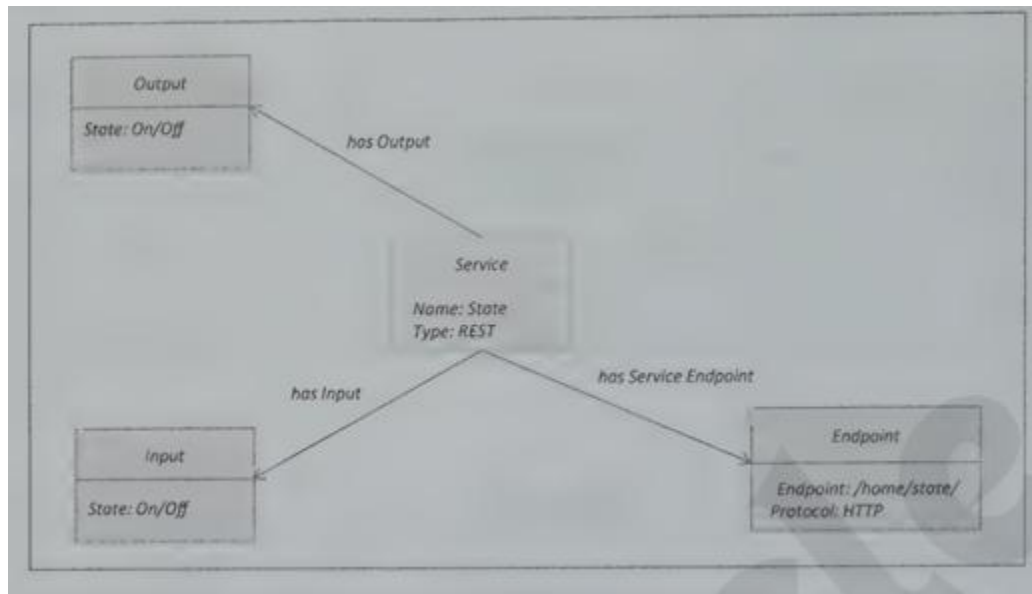 Output
State: On/Off
has Output
Service
Name: State
Type: REST
has Input
has Service Endpoint
Input
State: On/Off
Endpoint
Endpoint: /home/state/
Protocol: HTTP